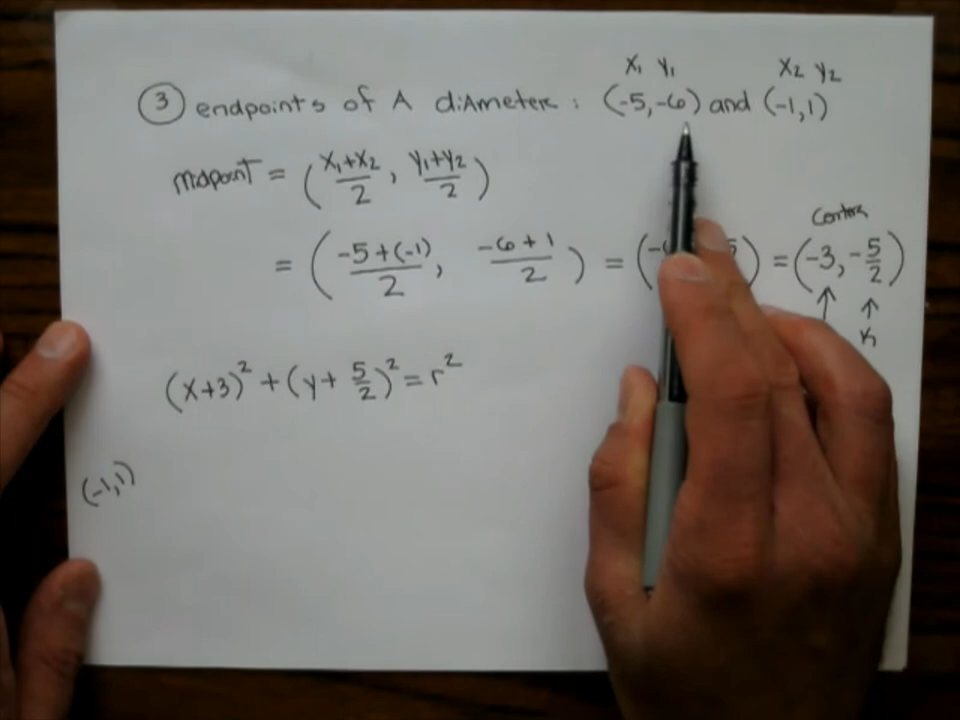 x₁ y₁ x₂ y₂
③ endpoints of A diAmeter : (-5,-6) and (-1,1)
midpoint = ( (x₁+x₂)/2 , (y₁+y₂)/2 )
center
= ( (-5+(-1))/2 , (-6+1)/2 ) = ( ) = (-3, -5/2)
k
(x+3)² + (y+5/2)² = r²
(-1,1)